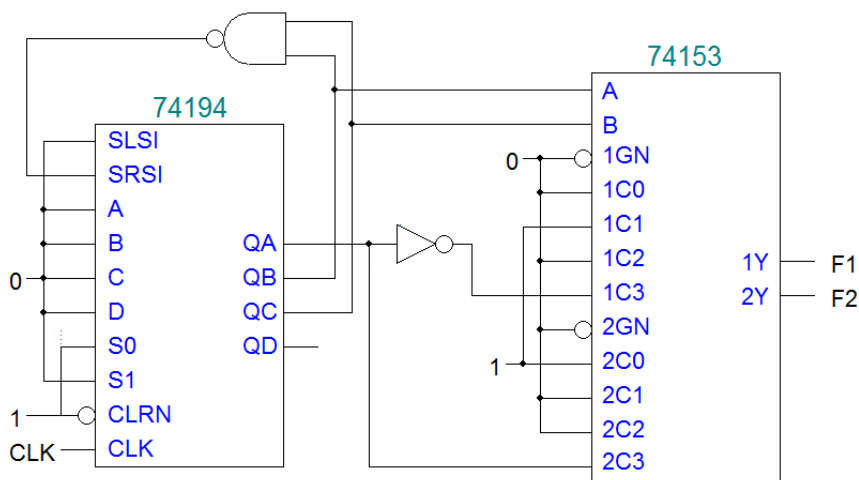 74194
SLSI
SRSI
A
B
C
D
S0
S1
CLRN
CLK
QA
QB
QC
QD
0
1
CLK
74153
A
B
1GN
1C0
1C1
1C2
1C3
2GN
2C0
2C1
2C2
2C3
1Y
2Y
0
1
F1
F2